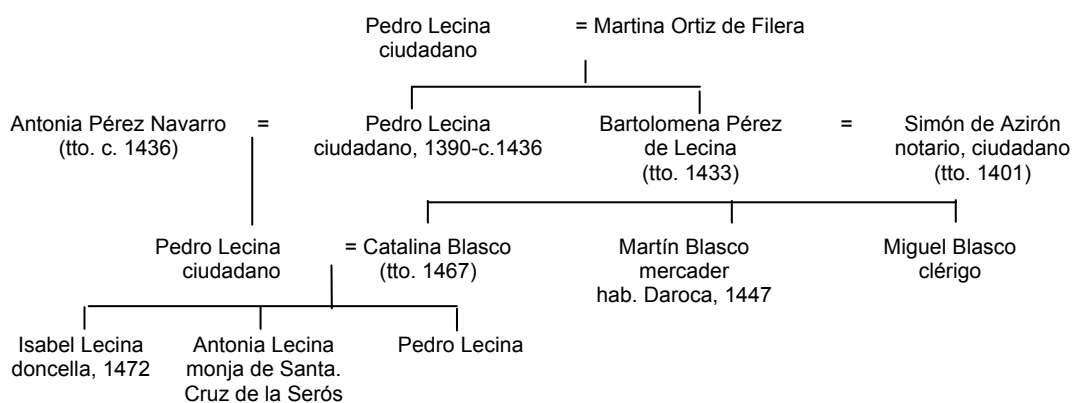 Pedro Lecina = Martina Ortiz de Filera
ciudadano
Antonia Pérez Navarro = Pedro Lecina Bartolomena Pérez = Simón de Azirón
(tto. c. 1436) ciudadano, 1390-c.1436 de Lecina notario, ciudadano
(tto. 1433) (tto. 1401)
Pedro Lecina = Catalina Blasco Martín Blasco Miguel Blasco
ciudadano (tto. 1467) mercader clérigo
hab. Daroca, 1447
Isabel Lecina Antonia Lecina Pedro Lecina
doncella, 1472 monja de Santa.
Cruz de la Serós